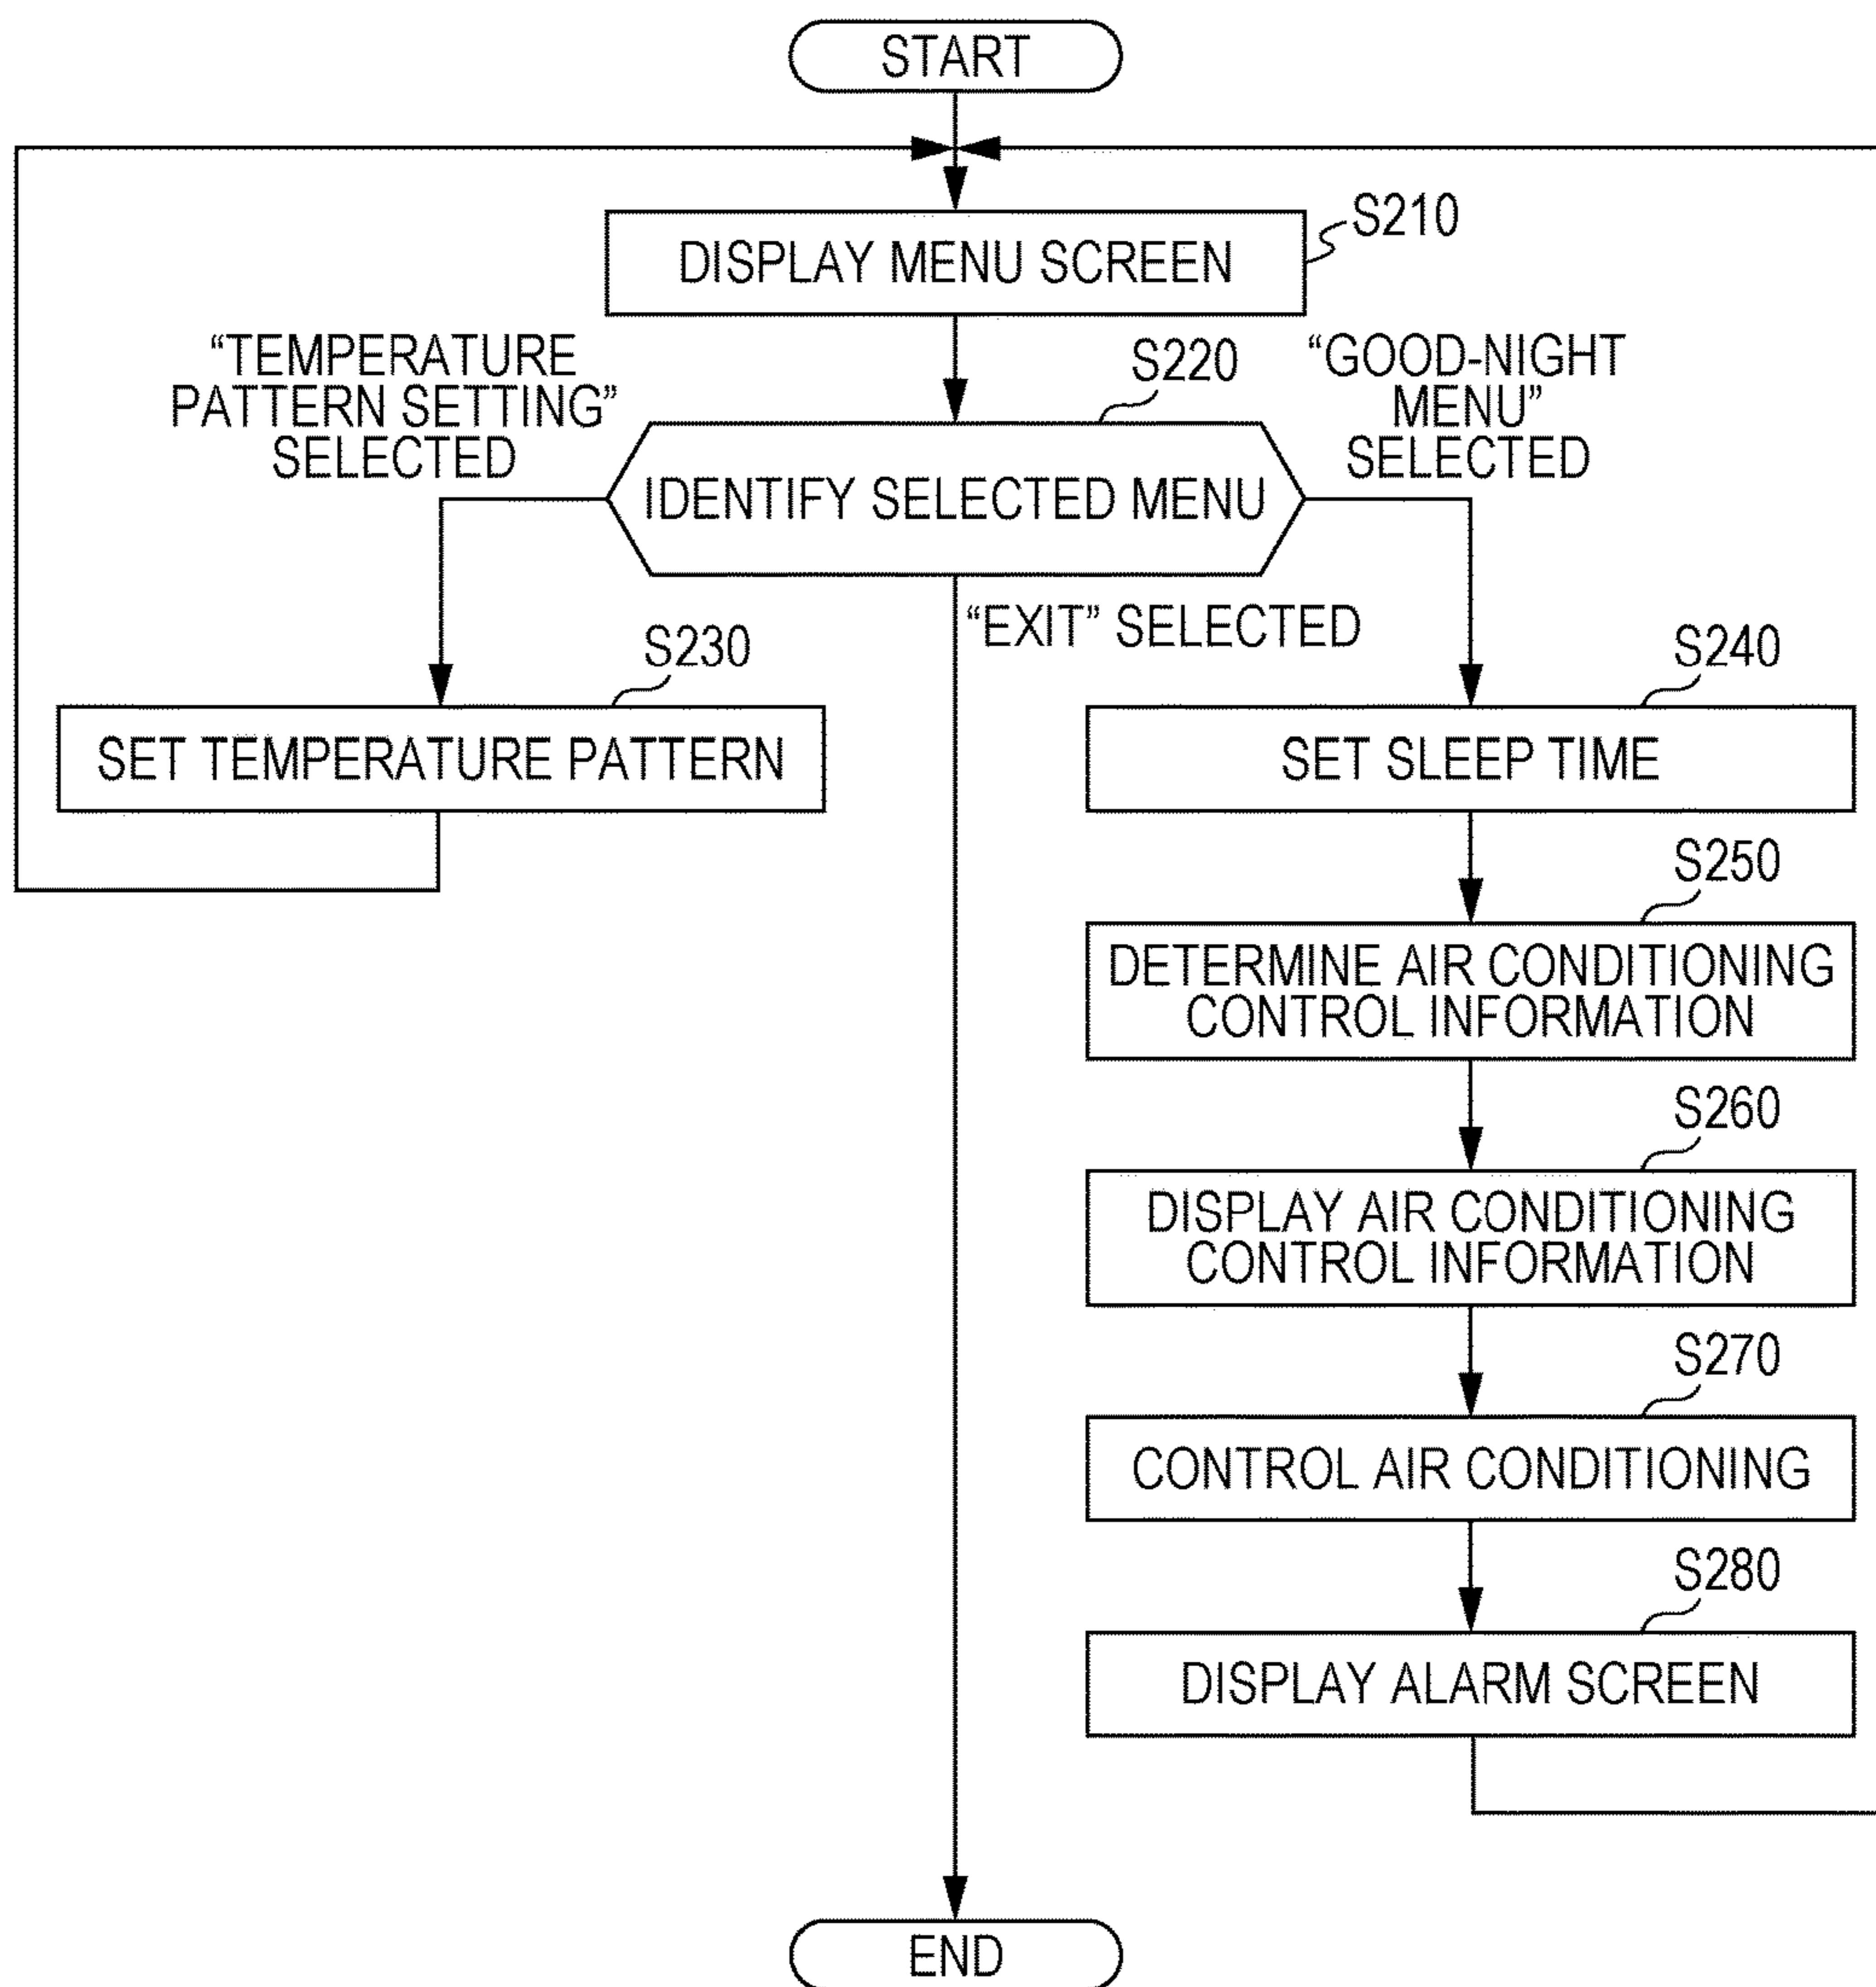 START
S210
DISPLAY MENU SCREEN
“TEMPERATURE
PATTERN SETTING”
SELECTED
S220
“GOOD-NIGHT
MENU”
SELECTED
IDENTIFY SELECTED MENU
“EXIT” SELECTED
S230
SET TEMPERATURE PATTERN
S240
SET SLEEP TIME
S250
DETERMINE AIR CONDITIONING
CONTROL INFORMATION
S260
DISPLAY AIR CONDITIONING
CONTROL INFORMATION
S270
CONTROL AIR CONDITIONING
S280
DISPLAY ALARM SCREEN
END